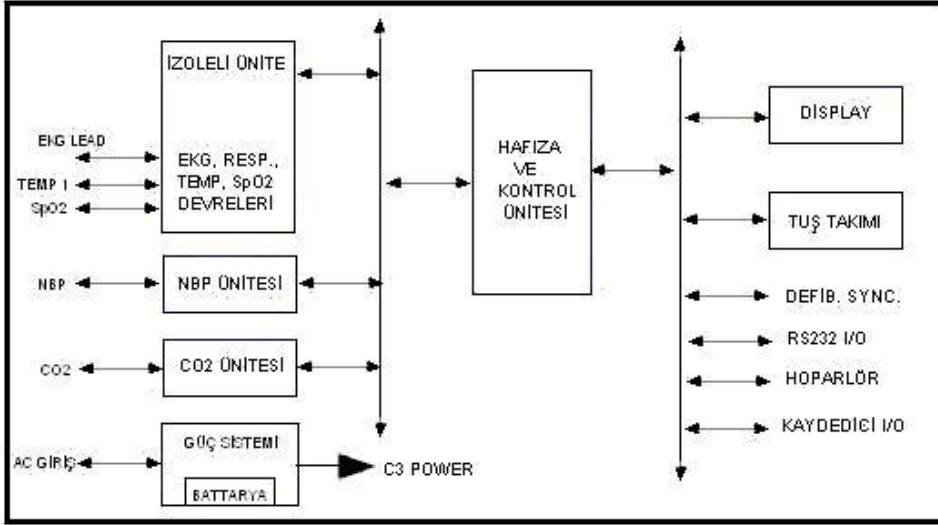 İZOLELİ ÜNİTE
EKG LEAD
TEMP 1
SpO2
EKG, RESP.,
TEMP, SpO2
DEVRELERİ
NBP
NBP ÜNİTESİ
CO2
CO2 ÜNİTESİ
AC GİRİŞ
GÜÇ SİSTEMİ
BATTARYA
C3 POWER
HAFIZA
VE
KONTROL
ÜNİTESİ
DİSPLAY
TUŞ TAKIMI
DEFİB. SYNC.
RS232 I/O
HOPARLÖR
KAYDEDİCİ I/O